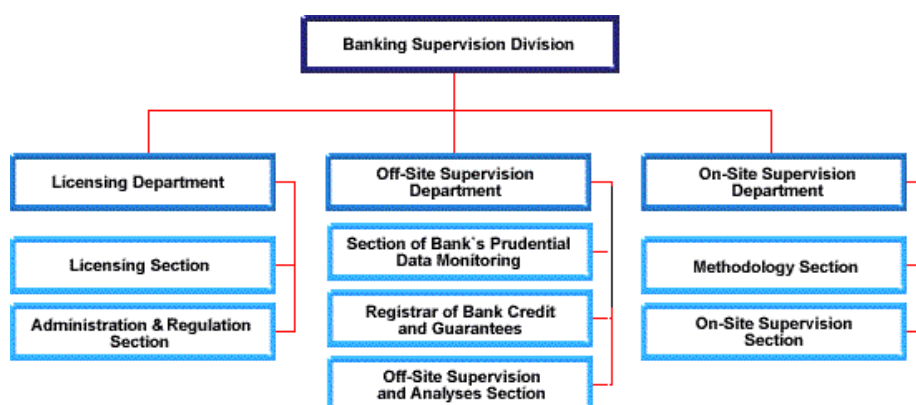 Banking Supervision Division
Licensing Department
Off-Site Supervision
Department
On-Site Supervision
Department
Section of Bank`s Prudential
Data Monitoring
Licensing Section
Methodology Section
Registrar of Bank Credit
and Guarantees
Administration & Regulation
Section
On-Site Supervision
Section
Off-Site Supervision
and Analyses Section